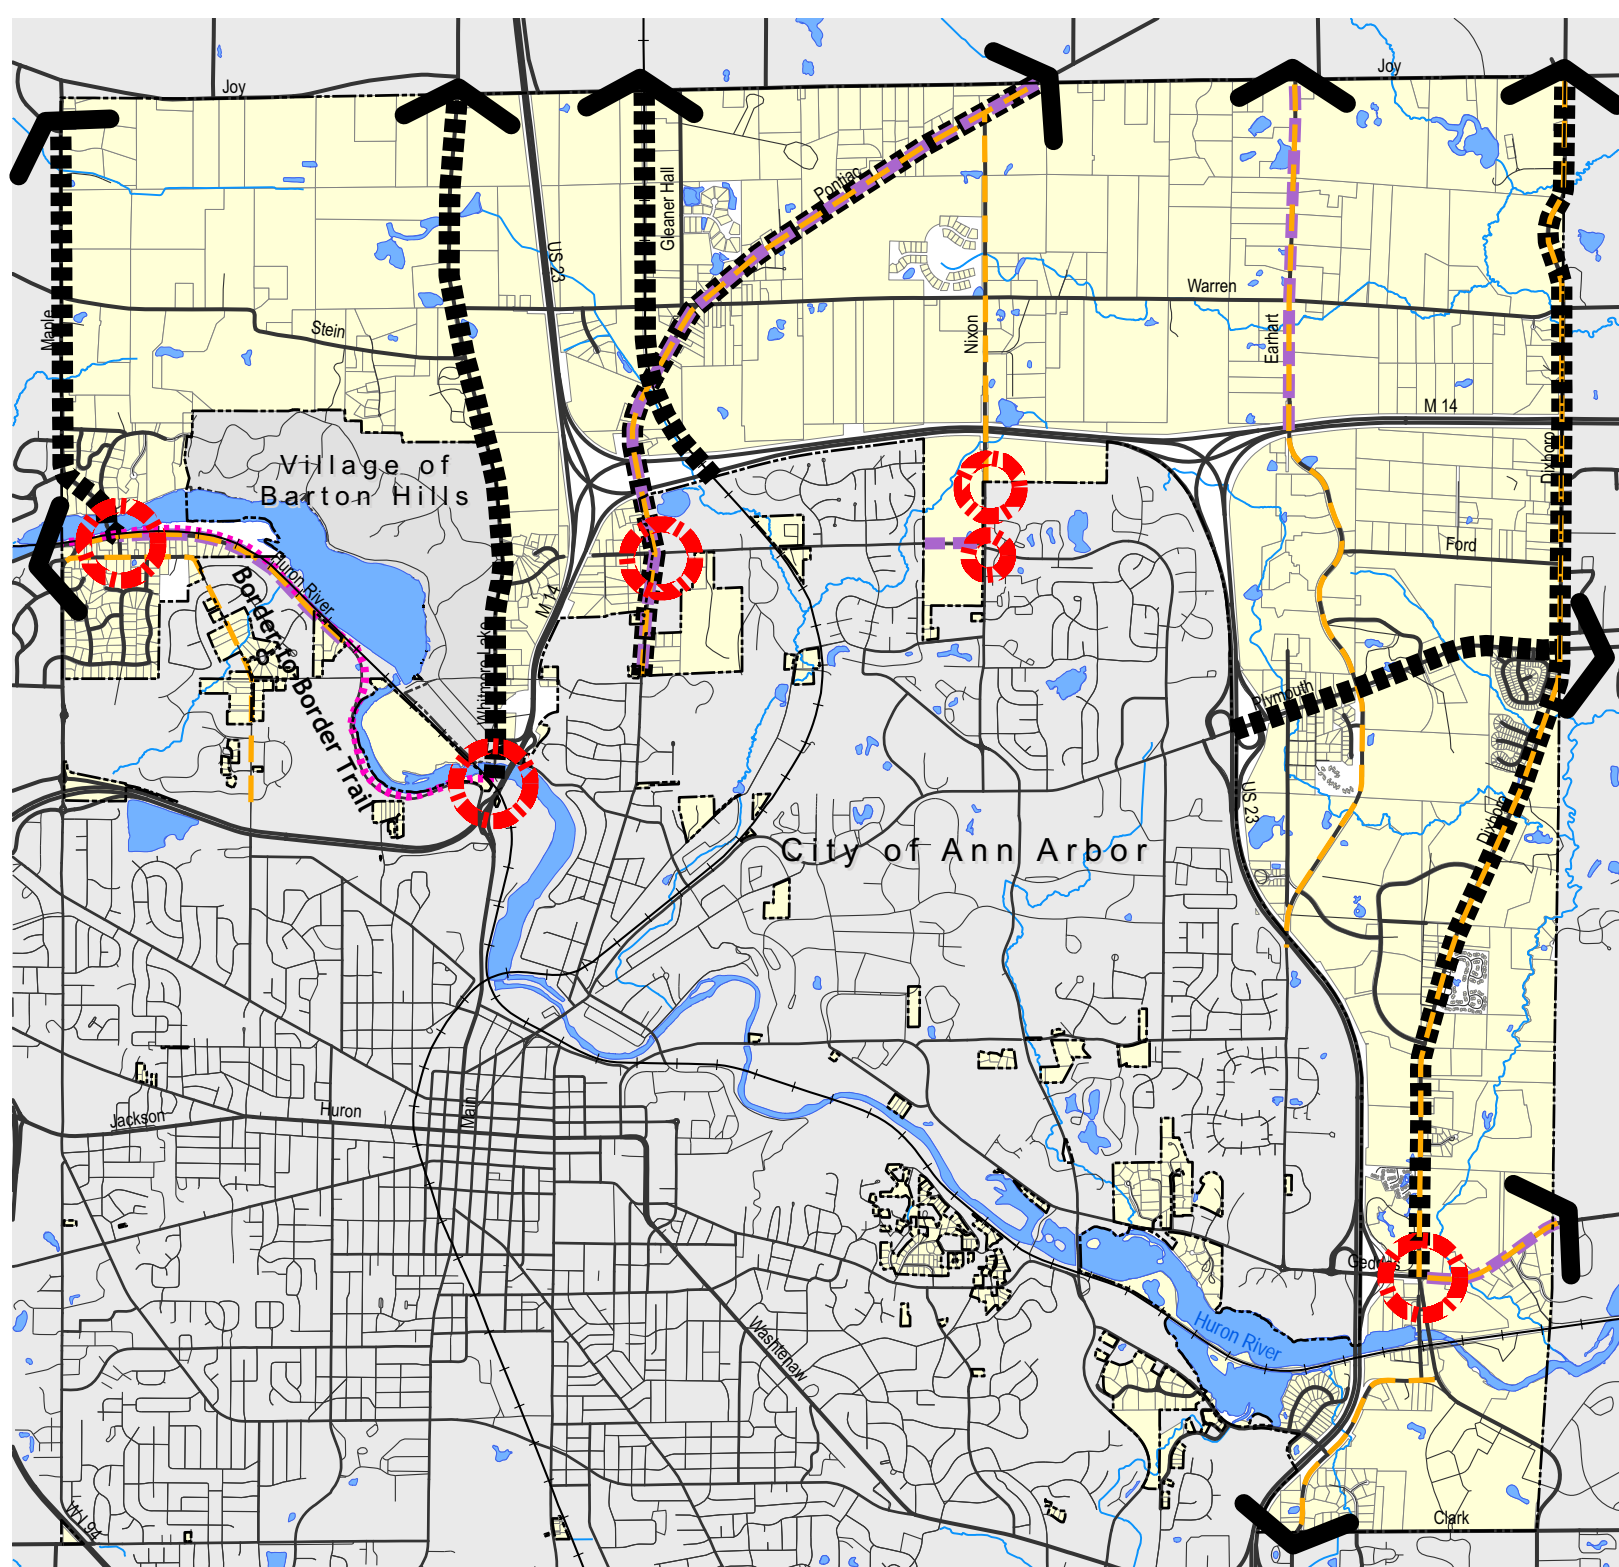 Joy
Joy
Gleaner Hall
Pontiac
US 23
Warren
Maple
Stein
Nixon
Earhart
M 14
Dixboro
Village of
Barton Hills
Ford
Huron River
M 14
Border to Border Trail
Whitmore Lake
Plymouth
US 23
Dixboro
City of Ann Arbor
Jackson
Huron
Main
Geddes
Huron River
Washtenaw
W I 94
Clark